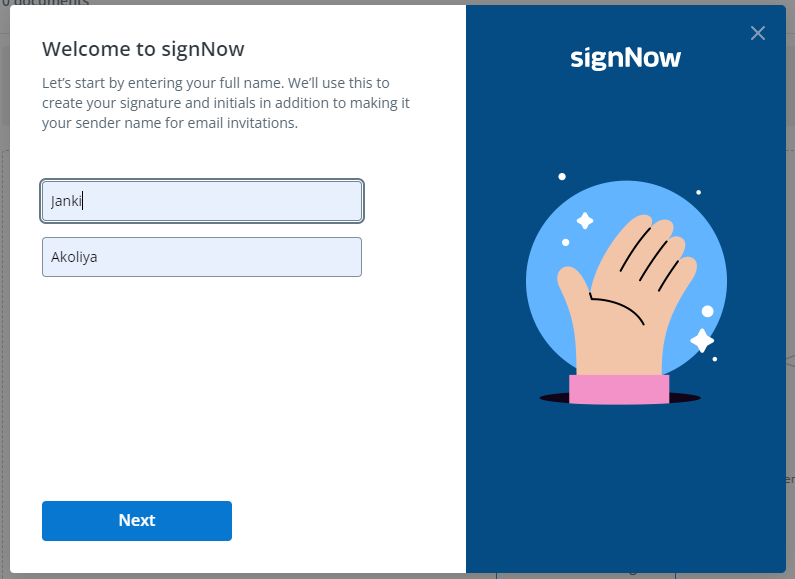 0 documents
Welcome to signNow
Let's start by entering your full name. We'll use this to
create your signature and initials in addition to making it
your sender name for email invitations.
Janki
Akoliya
Next
signNow